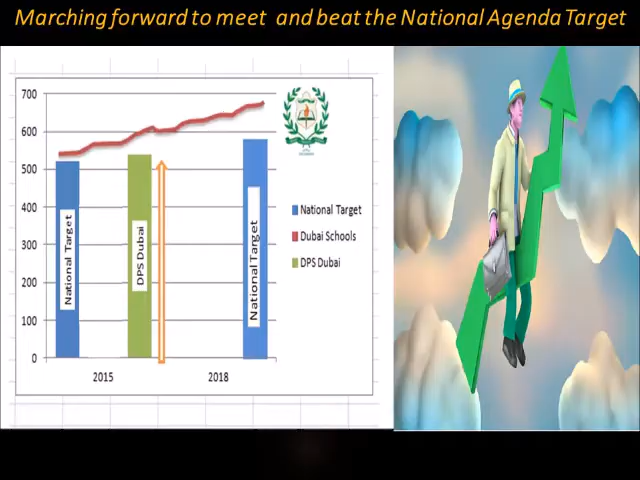 Marching forward to meet and beat the National Agenda Target
700
600
500
400
300
200
100
0
National Target
DPS Dubai
National Target
2015
2018
National Target
Dubai Schools
DPS Dubai